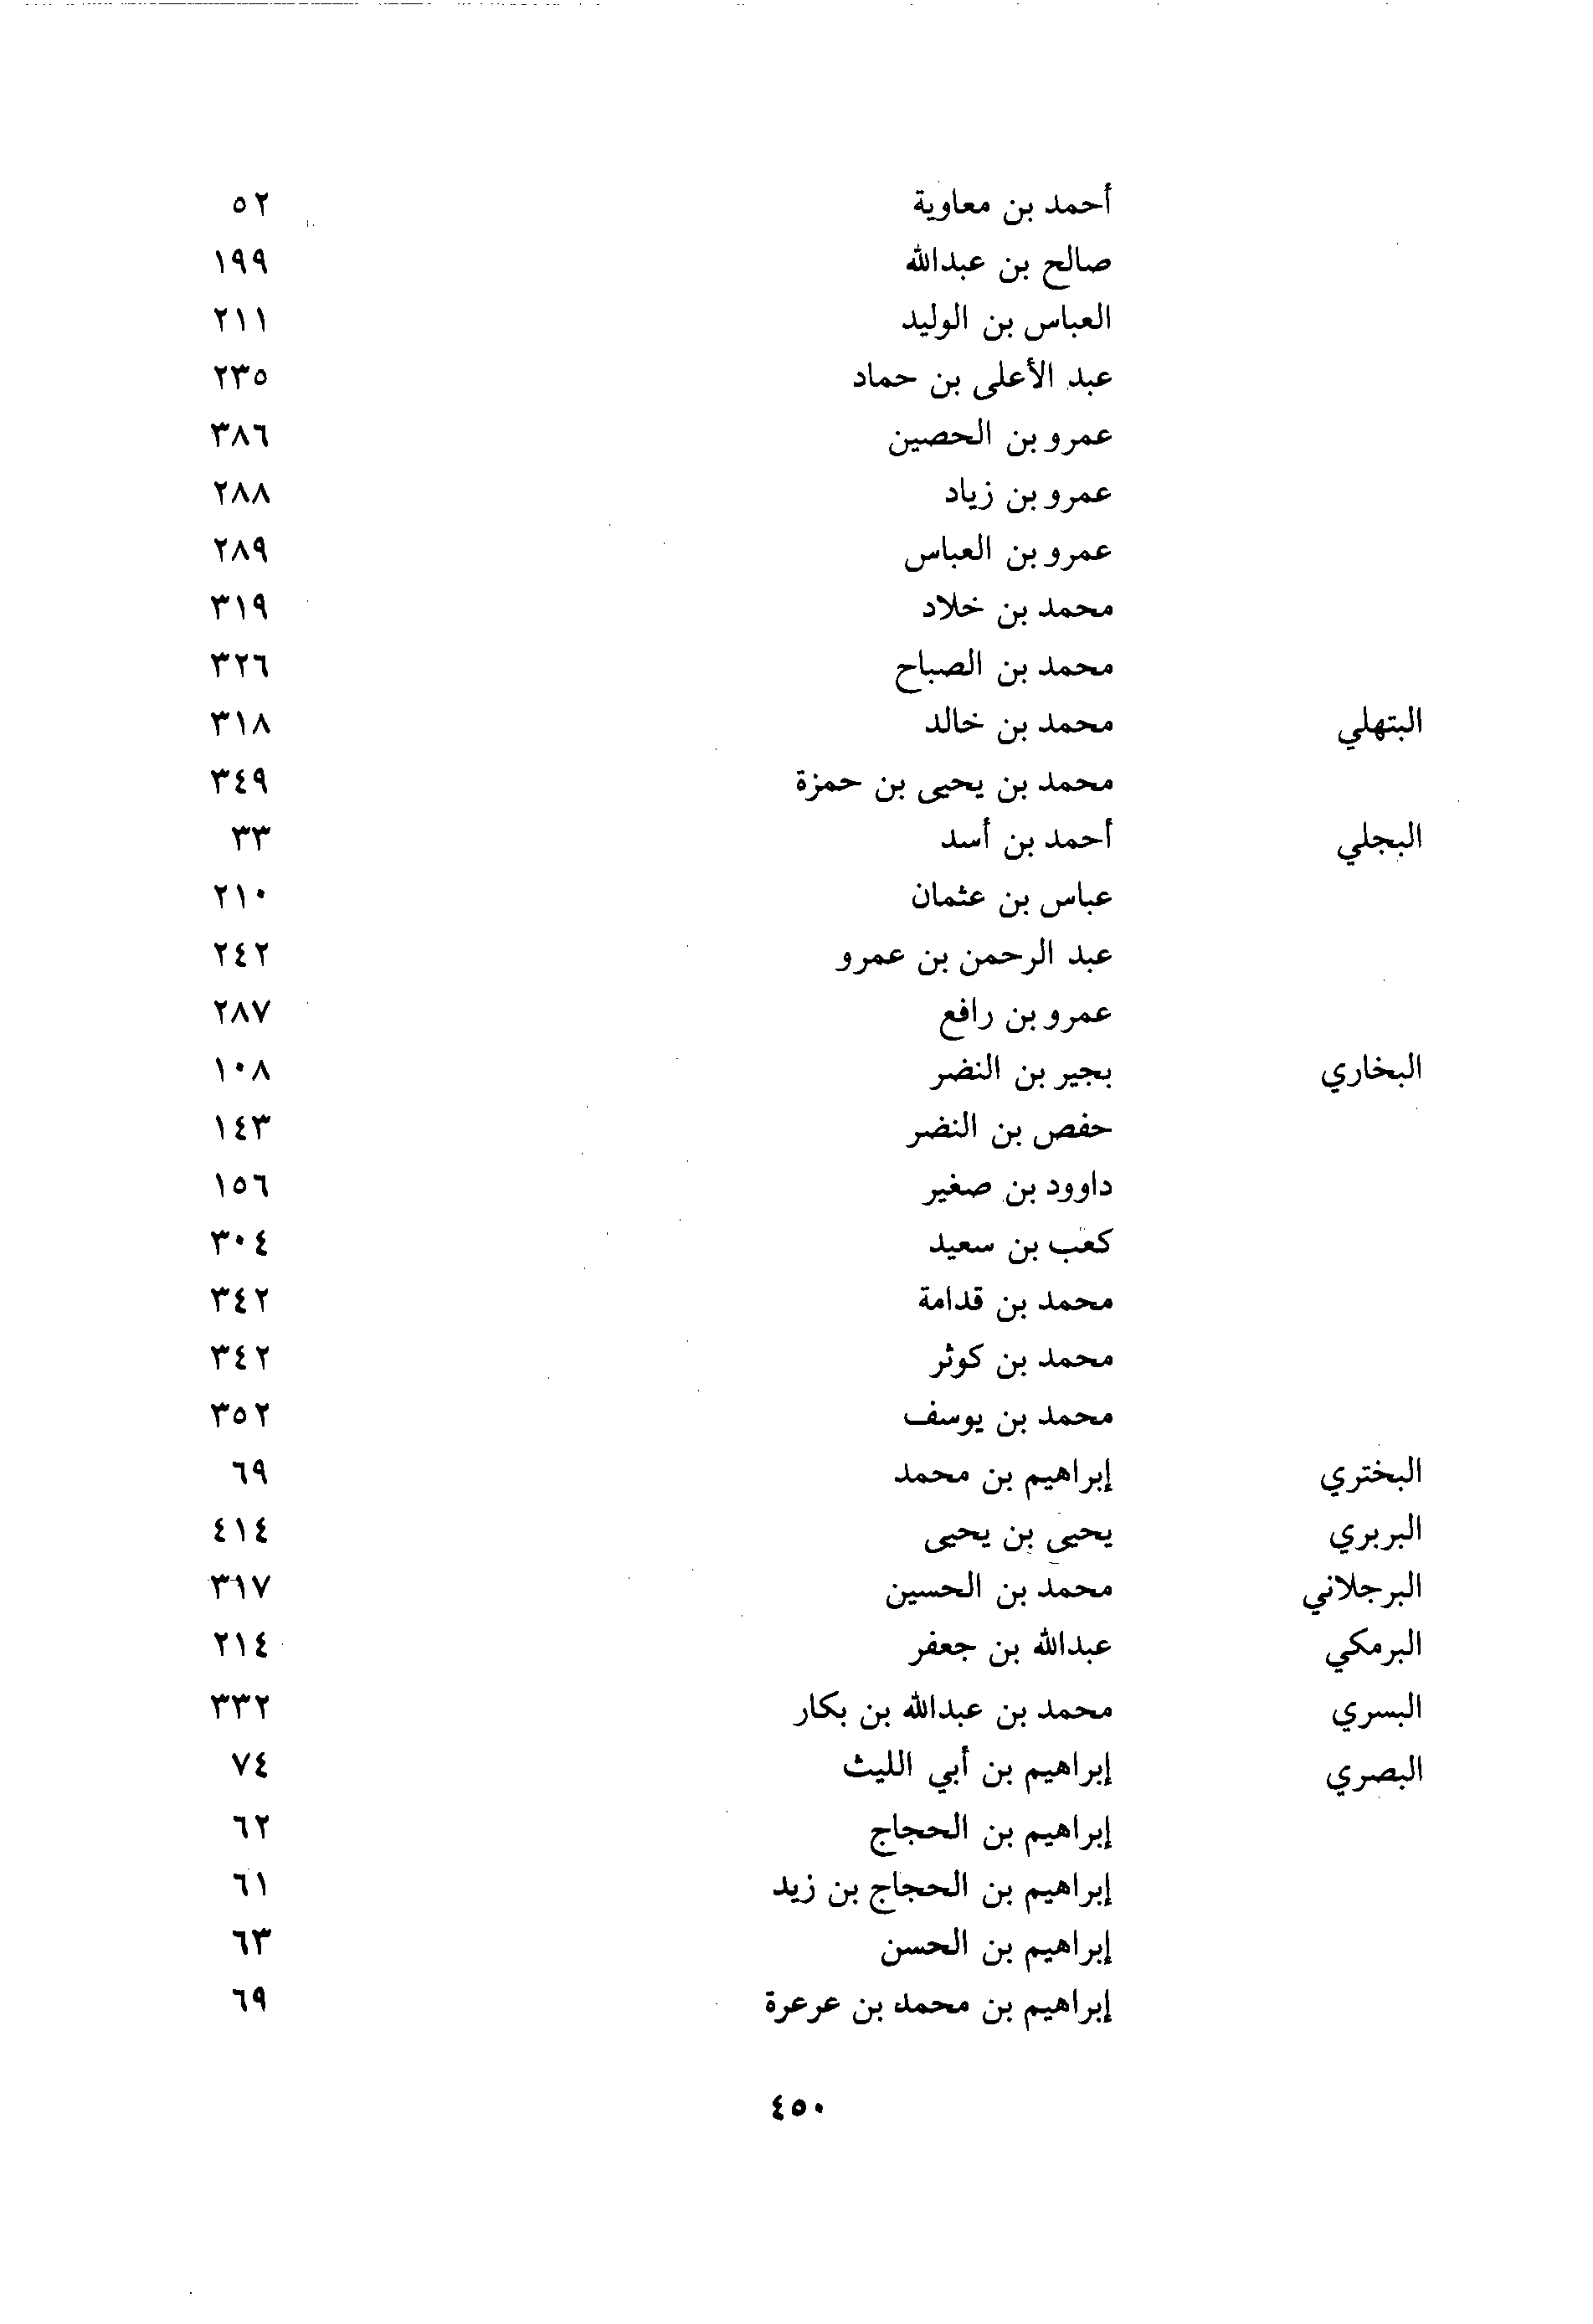 أحمد بن معاوية ٥٢
صالح بن عبدالله ١٩٩
العباس بن الوليد ٢١١
عبد الأعلى بن حماد ٢٣٥
عمرو بن الحصين ٣٨٦
عمرو بن زياد ٢٨٨
عمرو بن العباس ٢٨٩
محمد بن خلاد ٣١٩
محمد بن الصباح ٣٢٦
البتهلي محمد بن خالد ٣١٨
محمد بن يحيى بن حمزة ٣٤٩
البجلي أحمد بن أسد ٣٣
عباس بن عثمان ٢١٠
عبد الرحمن بن عمرو ٢٤٢
عمرو بن رافع ٢٨٧
البخاري بجير بن النضر ١٠٨
حفص بن النضر ١٤٣
داوود بن صغير ١٥٦
كعب بن سعيد ٣٠٤
محمد بن قدامة ٣٤٢
محمد بن كوثر ٣٤٢
محمد بن يوسف ٣٥٢
البختري إبراهيم بن محمد ٦٩
البربري يحيى بن يحيى ٤١٤
البرجلاني محمد بن الحسين ٣١٧
البرمكي عبدالله بن جعفر ٢١٤
البسري محمد بن عبدالله بن بكار ٣٣٢
البصري إبراهيم بن أبي الليث ٧٤
إبراهيم بن الحجاج ٦٢
إبراهيم بن الحجاج بن زيد ٦١
إبراهيم بن الحسن ٦٣
إبراهيم بن محمد بن عرعرة ٦٩
٤٥٠